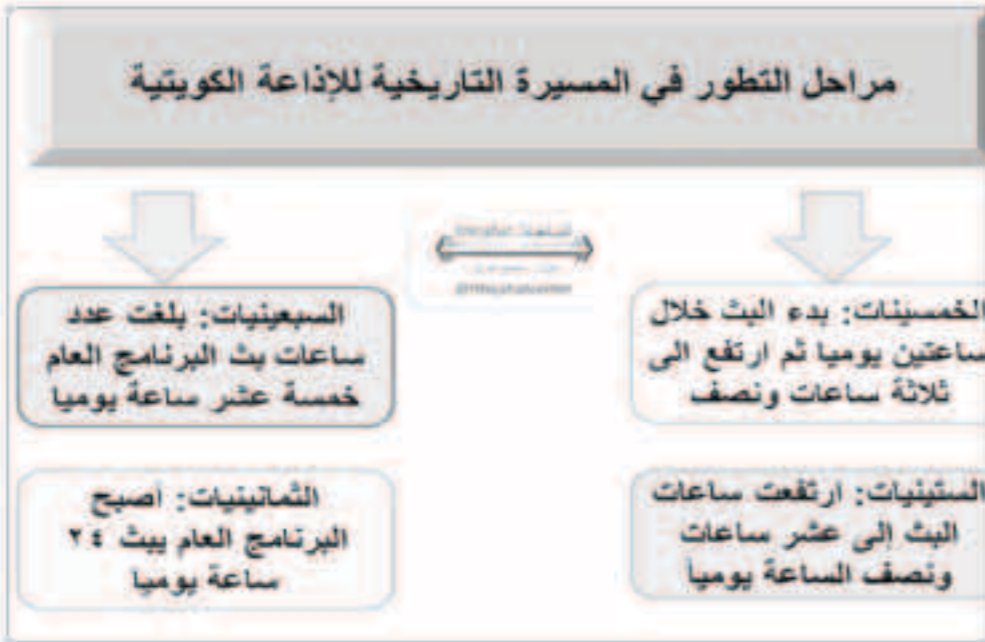 مراحل التطور في المسيرة التاريخية للإذاعة الكويتية
الخمسينات: بدء البث خلال
ساعتين يوميا ثم ارتفع الى
ثلاثة ساعات ونصف
الستينيات: ارتفعت ساعات
البث إلى عشر ساعات
ونصف الساعة يومياً
السبعينيات: بلغت عدد
ساعات بث البرنامج العام
خمسة عشر ساعة يوميا
الثمانينيات: أصبح
البرنامج العام يبث ٢٤
ساعة يوميا